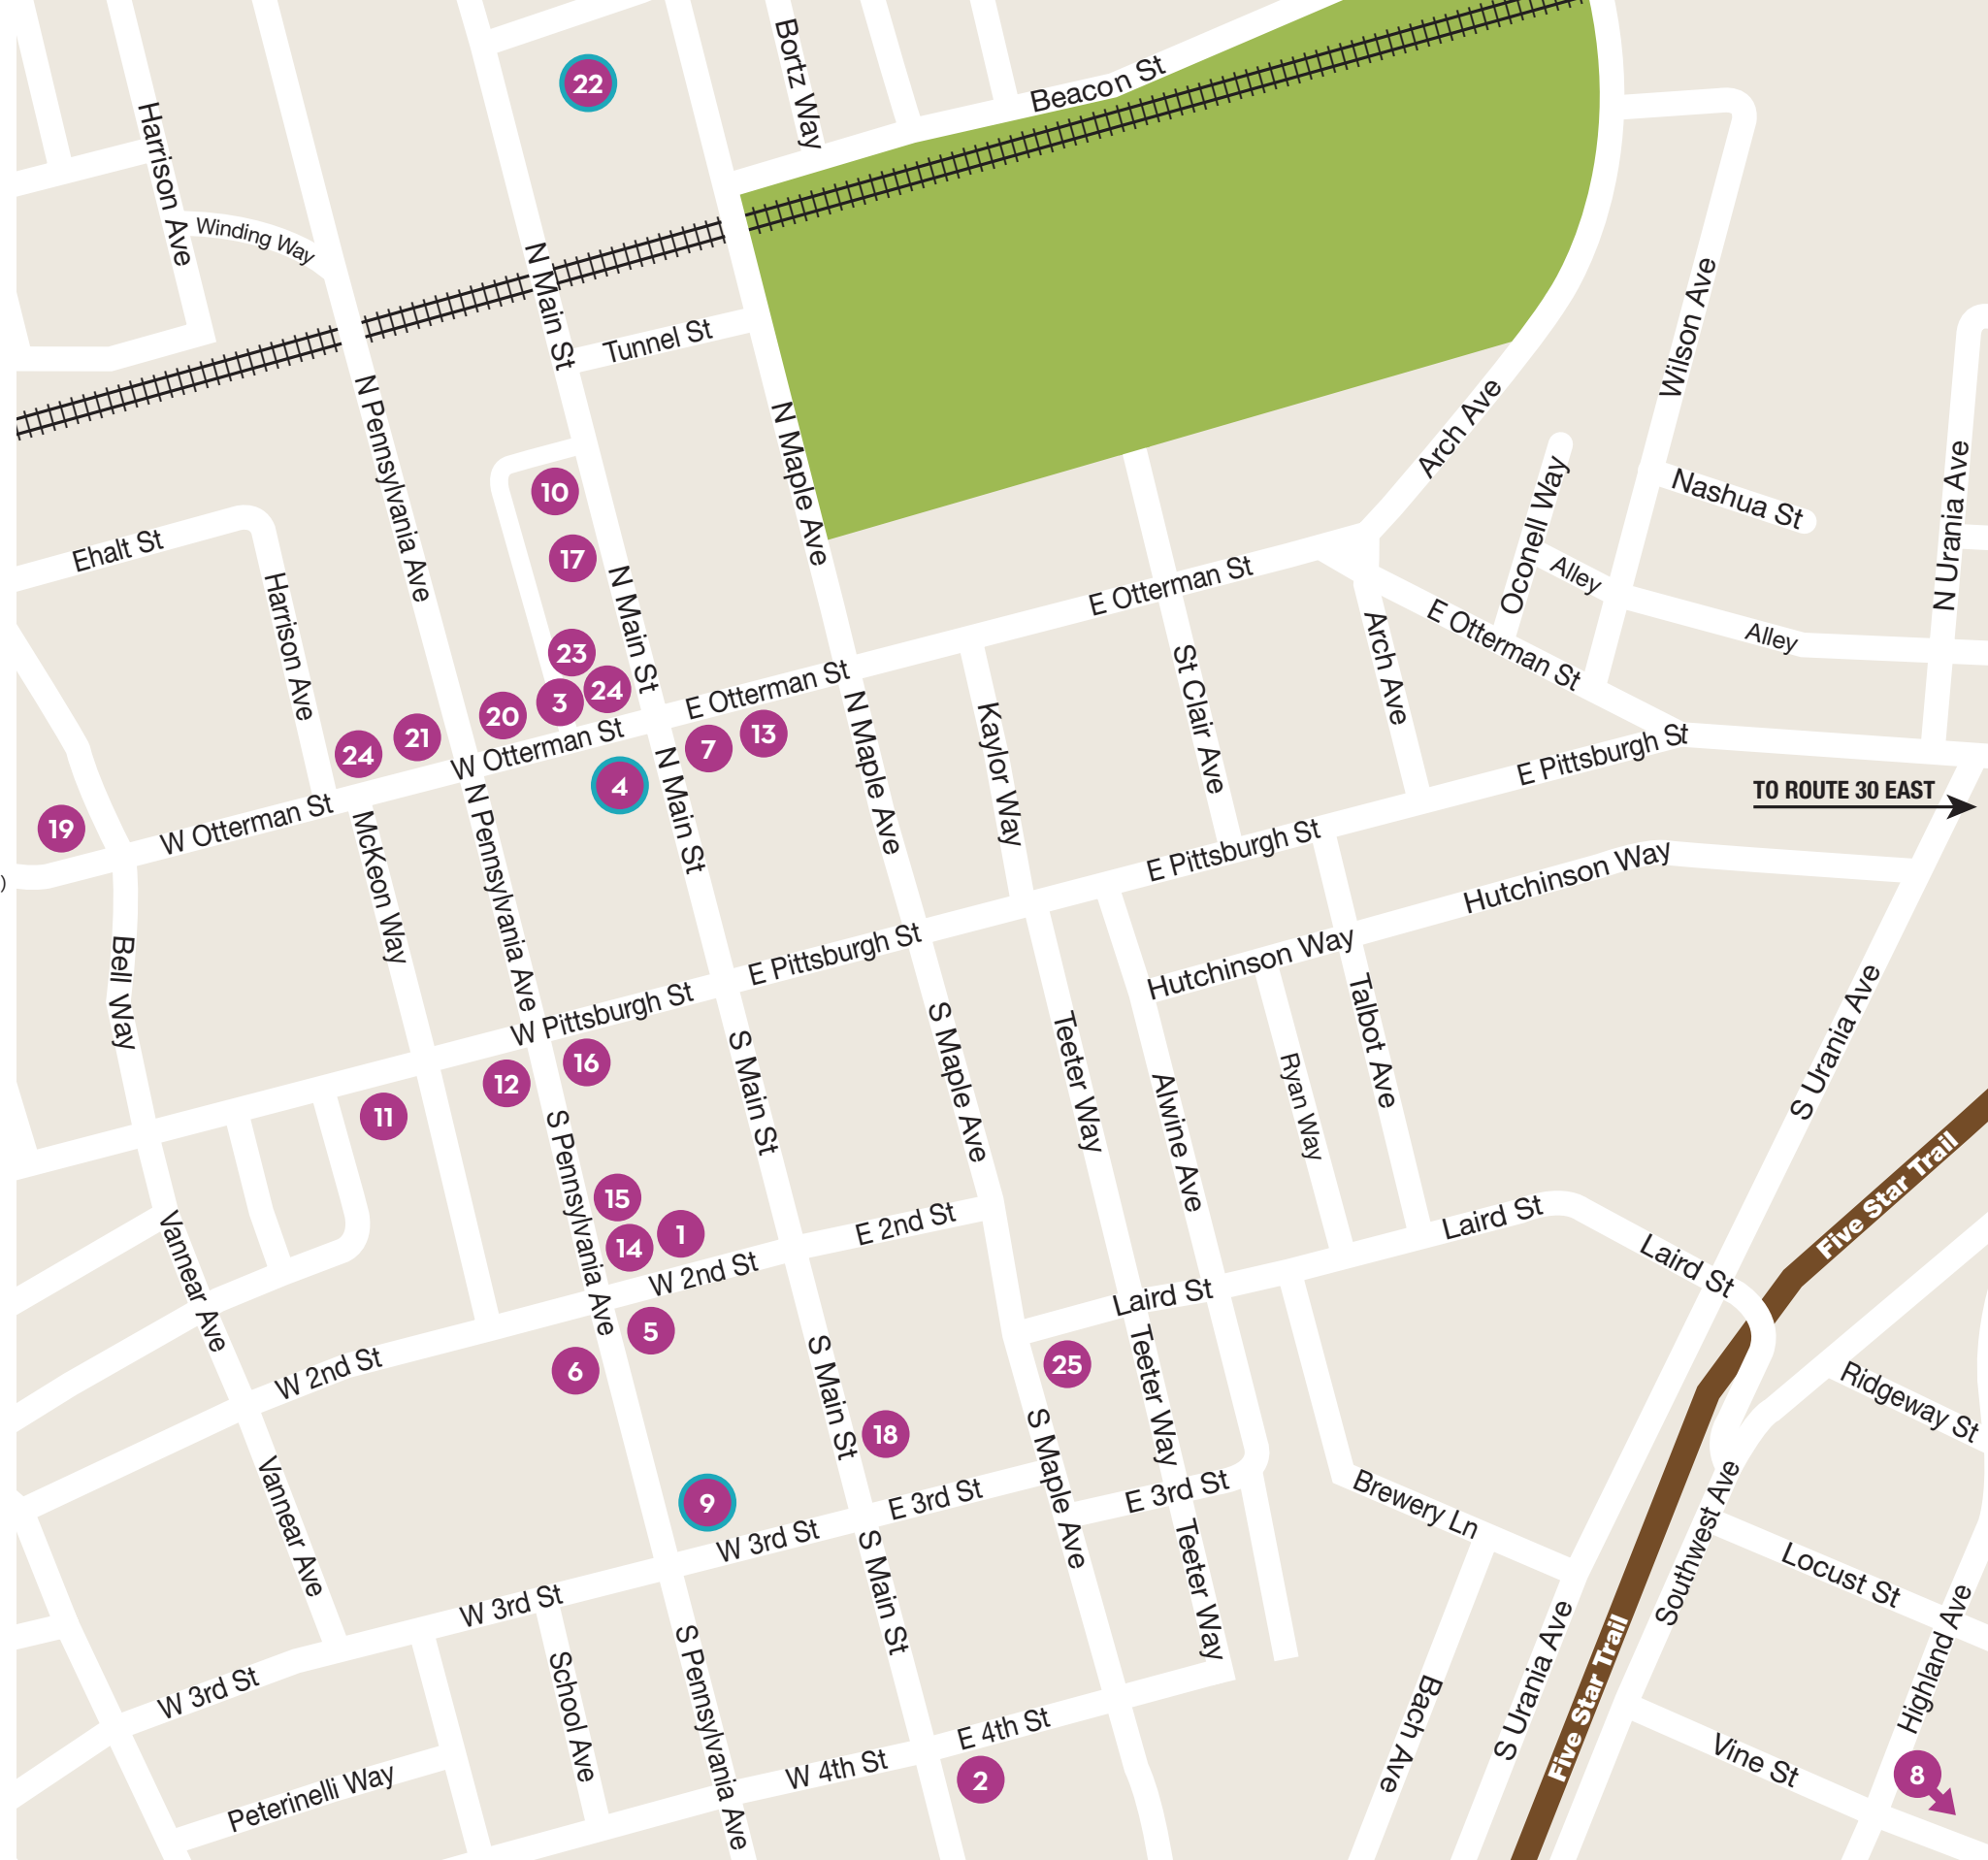 Bortz Way
Beacon St
22
Harrison Ave
Winding Way
N Main St
Tunnel St
N Pennsylvania Ave
N Maple Ave
Arch Ave
Wilson Ave
Oconell Way
Nashua St
N Urania Ave
10
17
Ehalt St
Harrison Ave
N Main St
E Otterman St
Alley
Alley
E Otterman St
23
24
3
20
21
24
E Otterman St
St Clair Ave
Arch Ave
W Otterman St
7
13
4
N Main St
N Maple Ave
Kaylor Way
E Pittsburgh St
TO ROUTE 30 EAST
19
W Otterman St
McKeon Way
N Pennsylvania Ave
E Pittsburgh St
Hutchinson Way
)
Bell Way
E Pittsburgh St
Hutchinson Way
W Pittsburgh St
S Main St
S Maple Ave
Teeter Way
Alwine Ave
Ryan Way
Talbot Ave
S Urania Ave
16
12
11
S Pennsylvania Ave
Five Star Trail
15
1
14
E 2nd St
Laird St
Laird St
Vannear Ave
W 2nd St
Laird St
5
6
W 2nd St
S Main St
25
Teeter Way
Ridgeway St
18
S Maple Ave
9
E 3rd St
E 3rd St
Brewery Ln
Southwest Ave
Vannear Ave
W 3rd St
S Main St
Teeter Way
Locust St
W 3rd St
S Urania Ave
Five Star Trail
Highland Ave
W 3rd St
School Ave
S Pennsylvania Ave
E 4th St
Bach Ave
Vine St
W 4th St
2
8
Peterinelli Way